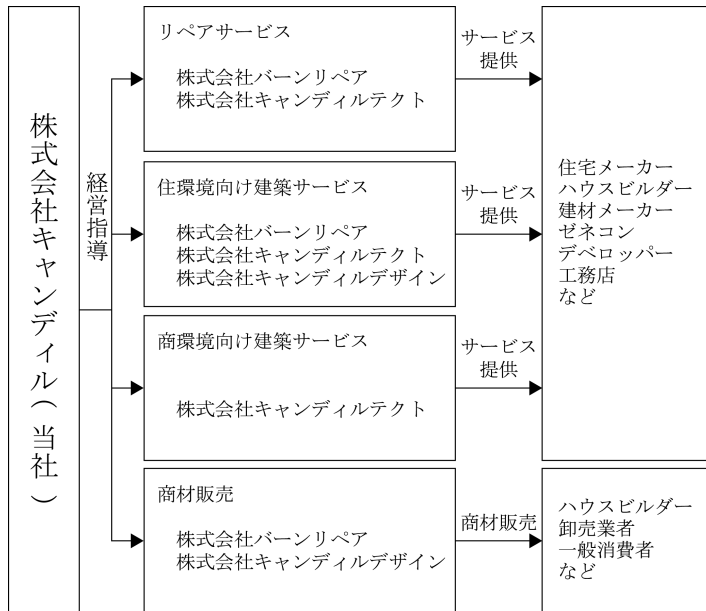 株式会社キャンディル（当社）
経営指導
リペアサービス
株式会社バーンリペア
株式会社キャンディルテクト
サービス
提供
住環境向け建築サービス
株式会社バーンリペア
株式会社キャンディルテクト
株式会社キャンディルデザイン
サービス
提供
商環境向け建築サービス
株式会社キャンディルテクト
サービス
提供
住宅メーカー
ハウスビルダー
建材メーカー
ゼネコン
デベロッパー
工務店
など
商材販売
株式会社バーンリペア
株式会社キャンディルデザイン
商材販売
ハウスビルダー
卸売業者
一般消費者
など